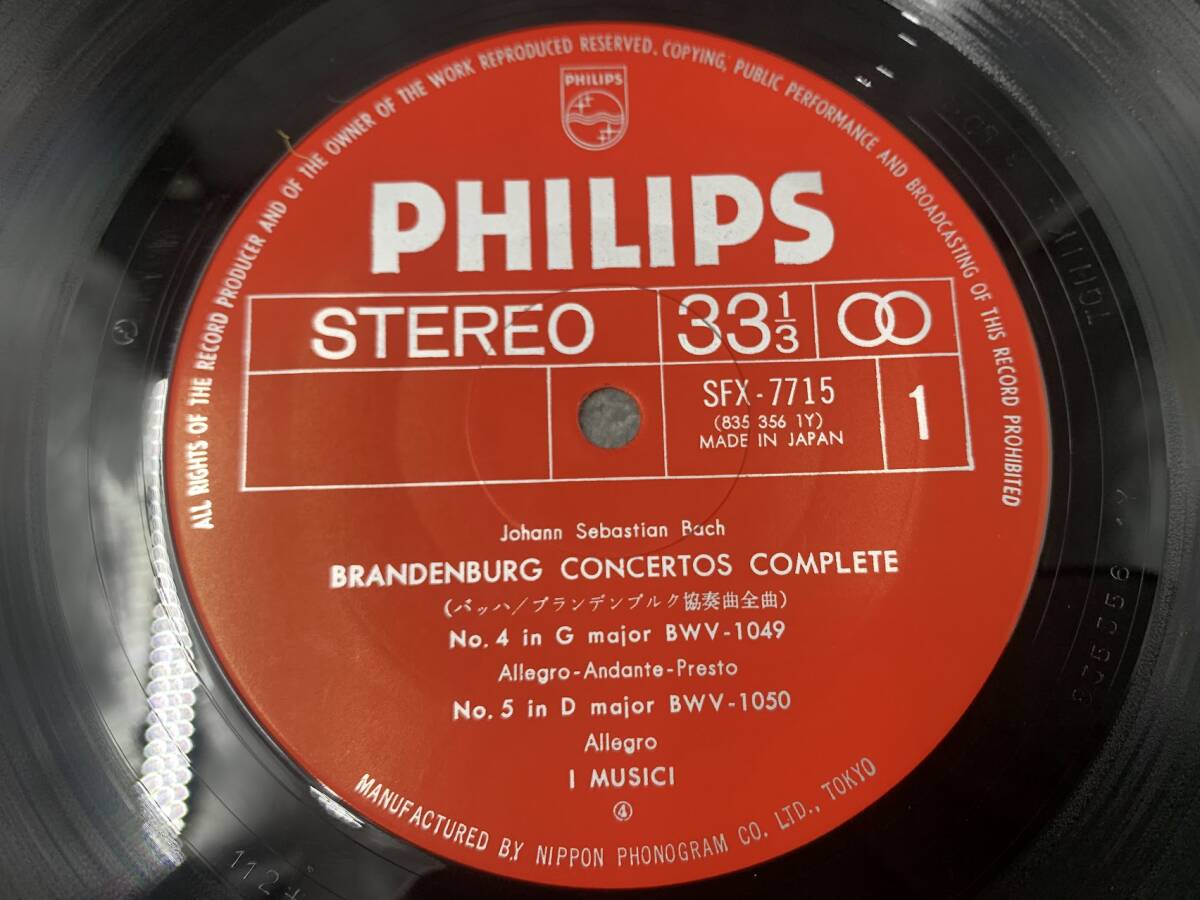 ALL RIGHTS OF THE RECORD PRODUCER AND OF THE OWNER OF THE WORK REPRODUCED RESERVED. COPYING, PUBLIC PERFORMANCE AND BROADCASTING OF THIS RECORD PROHIBITED
PHILIPS
PHILIPS
STEREO 33 1/3
SFX-7715
(835 356 1Y)
MADE IN JAPAN
1
Johann Sebastian Bach
BRANDENBURG CONCERTOS COMPLETE
(バッハ/ブランデンブルク協奏曲全曲)
No. 4 in G major BWV-1049
Allegro-Andante-Presto
No. 5 in D major BWV-1050
Allegro
I MUSICI
④
MANUFACTURED BY NIPPON PHONOGRAM CO. LTD., TOKYO